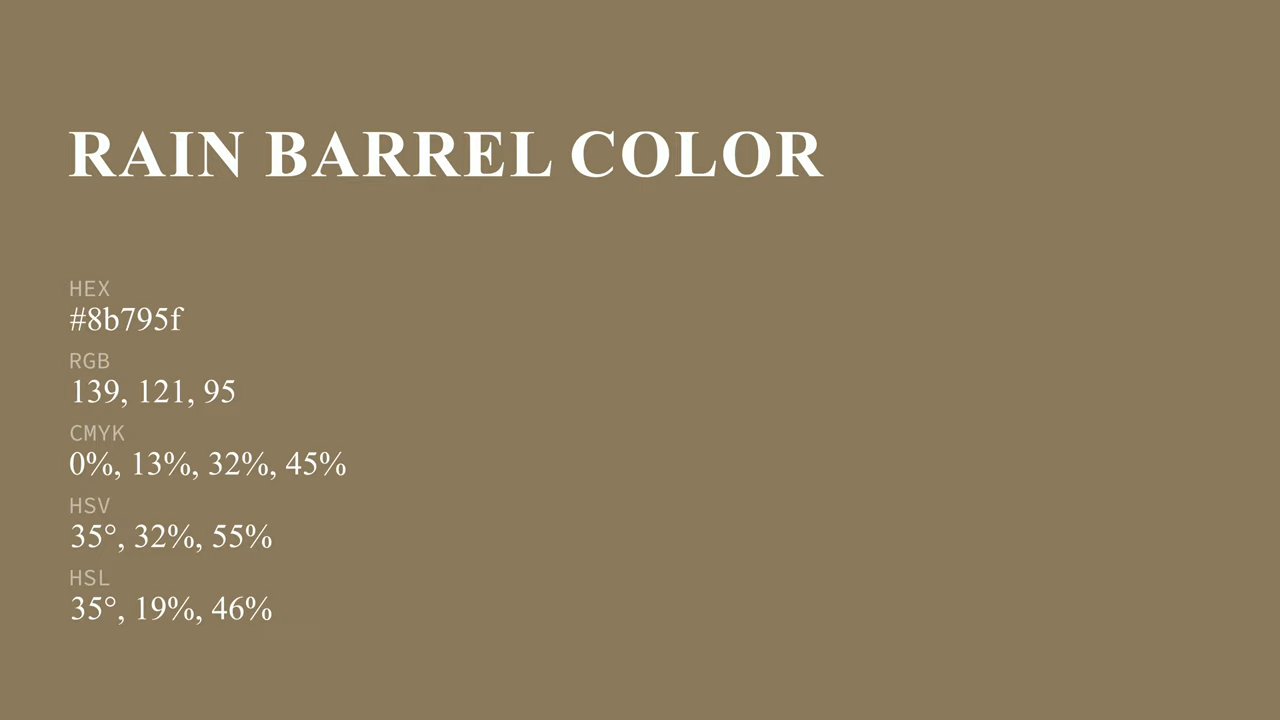 RAIN BARREL COLOR
HEX
#8b795f
RGB
139, 121, 95
CMYK
0%, 13%, 32%, 45%
HSV
35°, 32%, 55%
HSL
35°, 19%, 46%